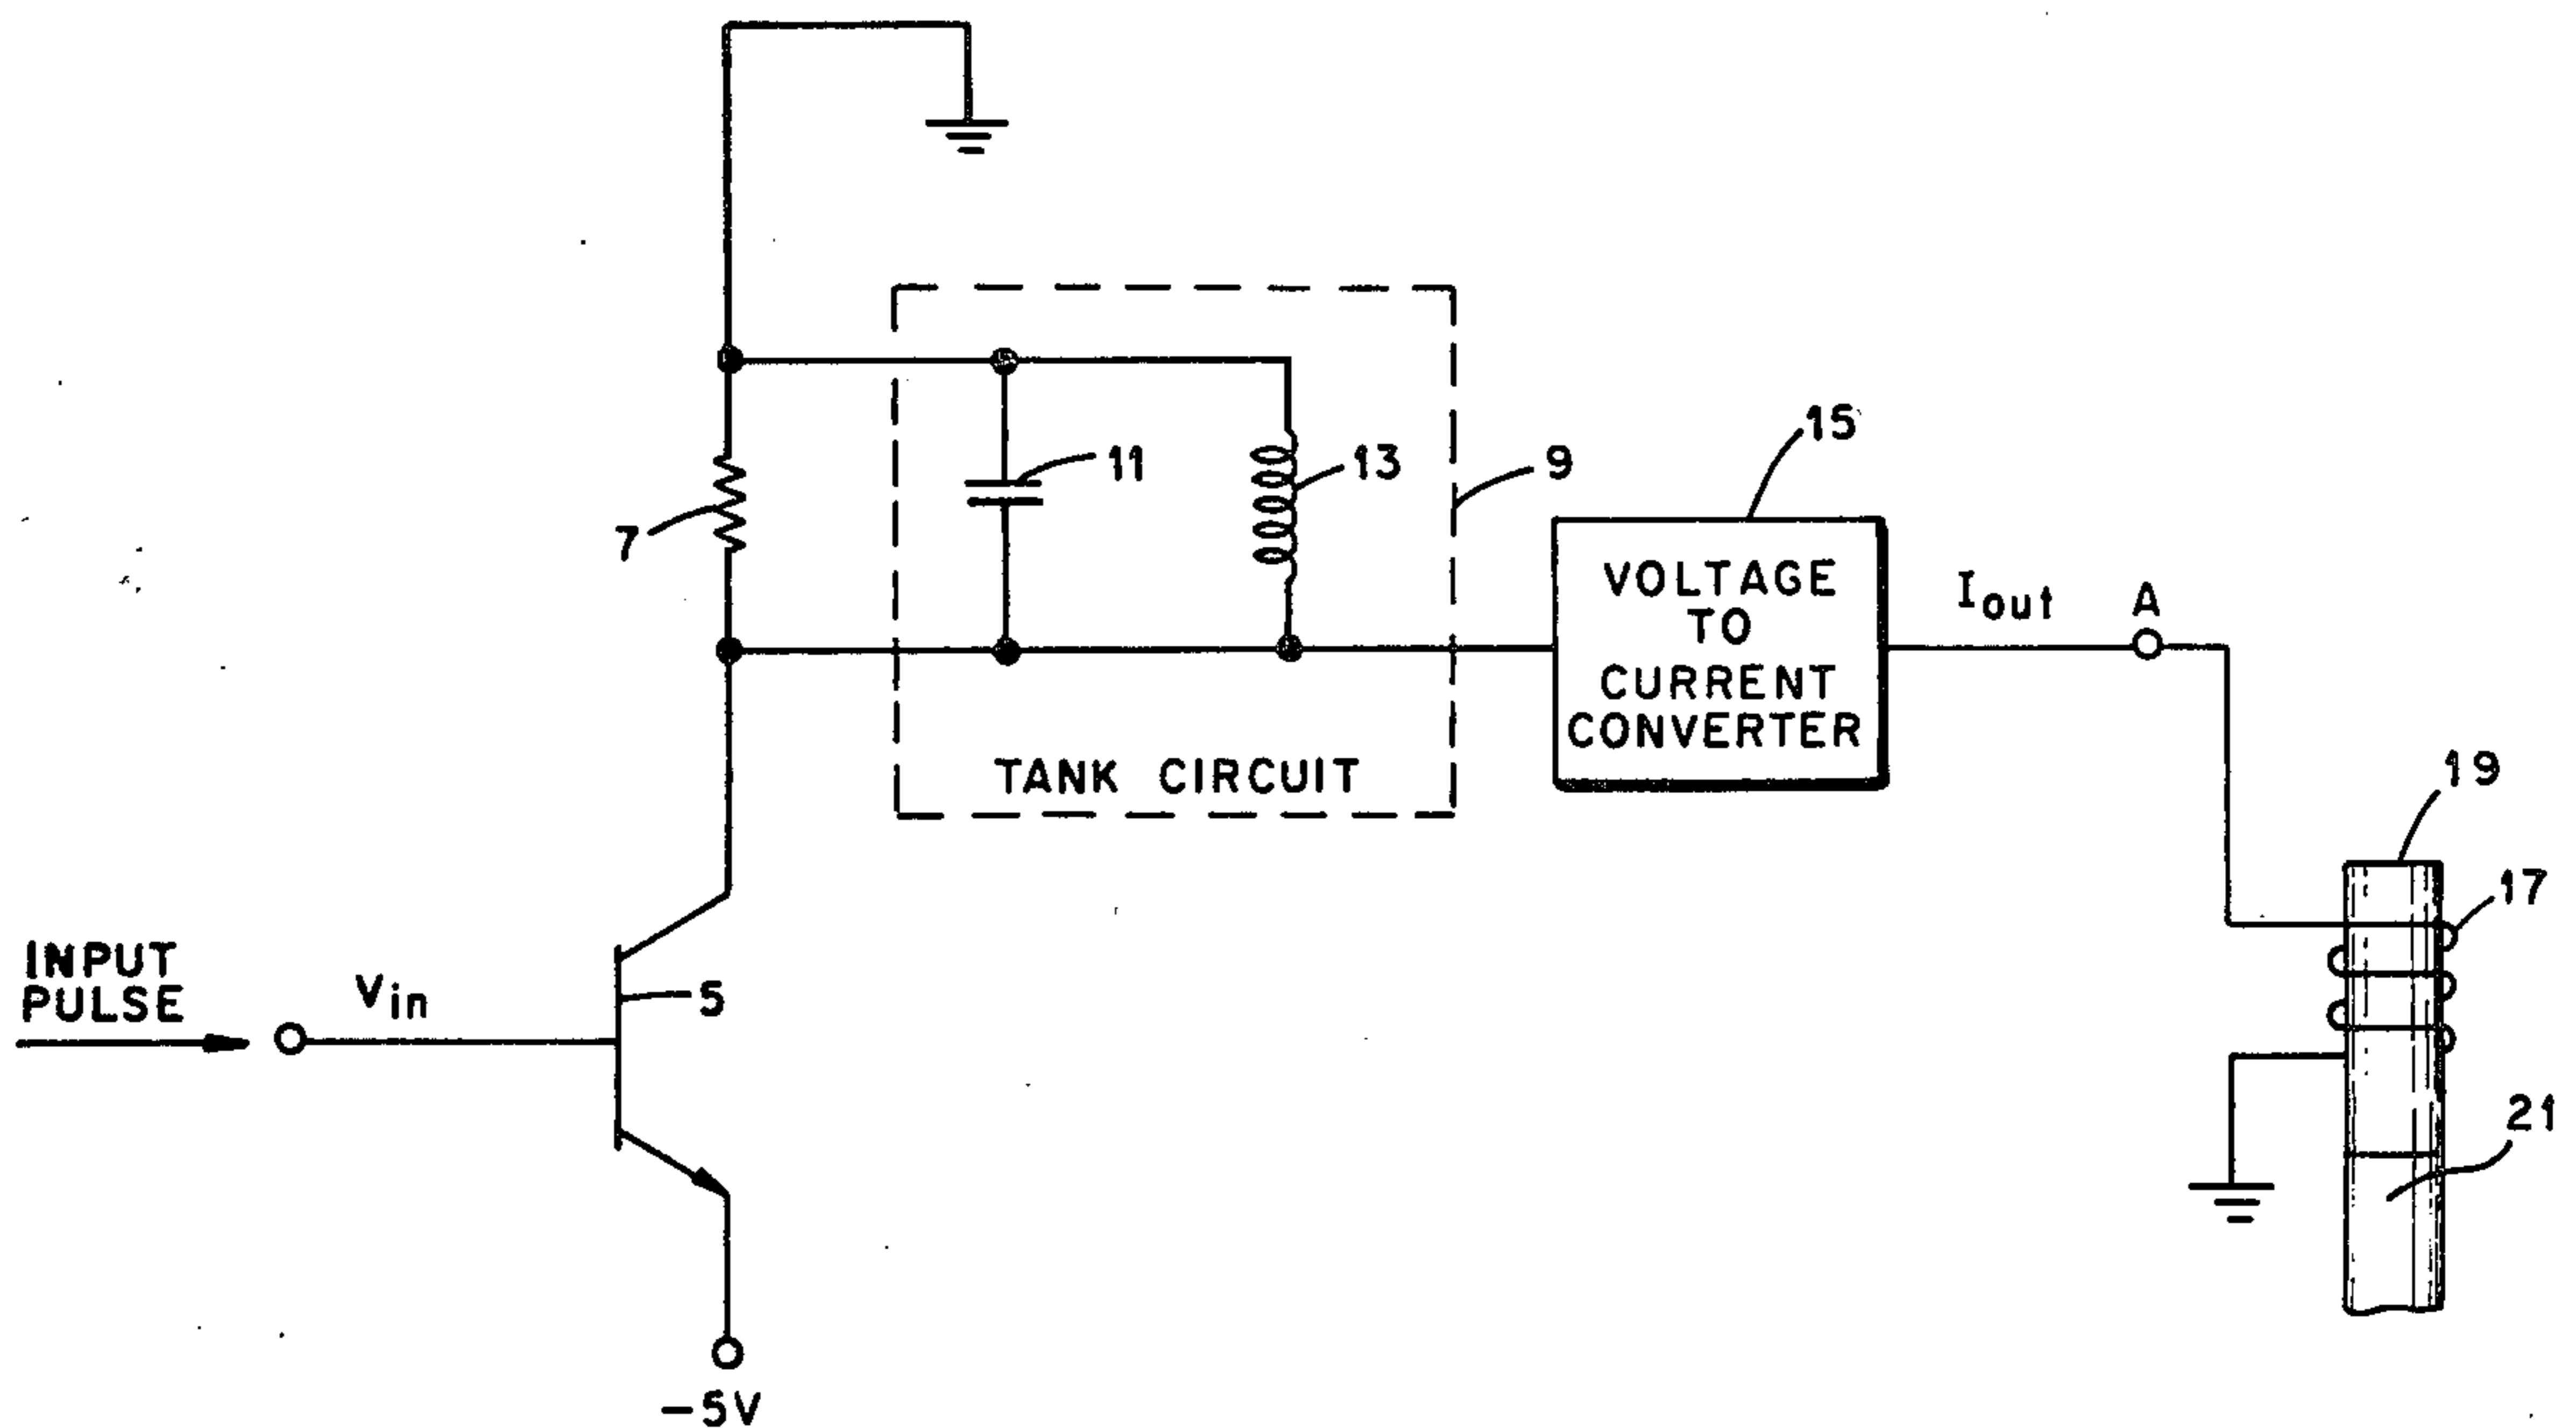 7
11
13
9
15
VOLTAGE
TO
CURRENT
CONVERTER
I out
A
TANK CIRCUIT
19
17
INPUT
PULSE
Vin
5
21
-5V